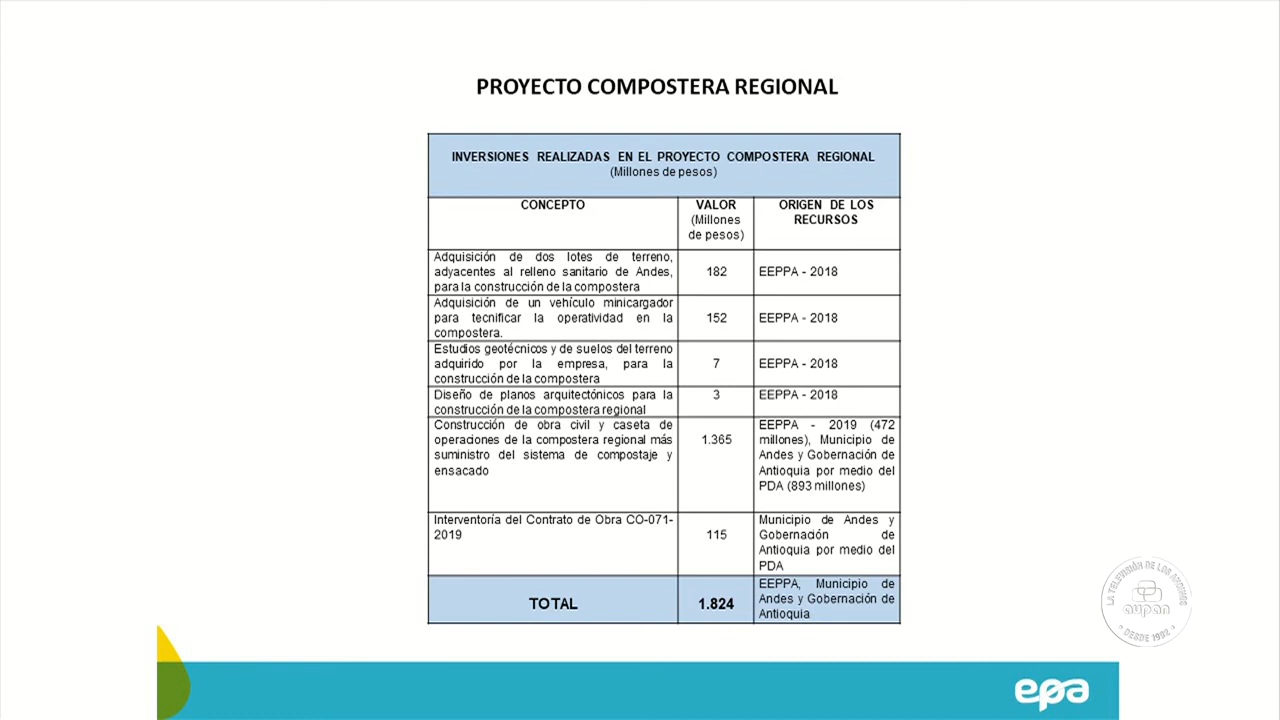 PROYECTO COMPOSTERA REGIONAL
INVERSIONES REALIZADAS EN EL PROYECTO COMPOSTERA REGIONAL
(Millones de pesos)
CONCEPTO
VALOR
(Millones
de pesos)
ORIGEN DE LOS
RECURSOS
Adquisición de dos lotes de terreno,
adyacentes al relleno sanitario de Andes,
para la construcción de la compostera
182
EEPPA - 2018
Adquisición de un vehículo minicargador
para tecnificar la operatividad en la
compostera.
152
EEPPA - 2018
Estudios geotécnicos y de suelos del terreno
adquirido por la empresa, para la
construcción de la compostera
7
EEPPA - 2018
Diseño de planos arquitectónicos para la
construcción de la compostera regional
3
EEPPA - 2018
Construcción de obra civil y caseta de
operaciones de la compostera regional más
suministro del sistema de compostaje y
ensacado
1.365
EEPPA - 2019 (472
millones), Municipio de
Andes y Gobernación de
Antioquia por medio del
PDA (893 millones)
Interventoría del Contrato de Obra CO-071-
2019
115
Municipio de Andes y
Gobernación de
Antioquia por medio del
PDA
TOTAL
1.824
EEPPA, Municipio de
Andes y Gobernación de
Antioquia
LA TELEVISIÓN DE LOS ANDINOS
aupan
DESDE 1992
epa